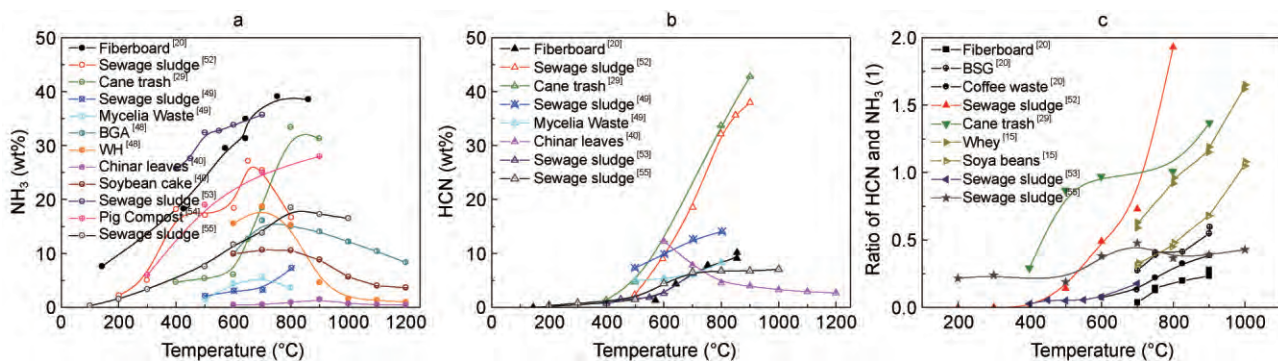 a
NH₃ (wt%)
50
40
30
20
10
0
Fiberboard [20]
Sewage sludge [52]
Cane trash [29]
Sewage sludge [49]
Mycelia Waste [49]
BGA [48]
WH [48]
Chinar leaves [40]
Soybean cake [40]
Sewage sludge [53]
Pig Compost [54]
Sewage sludge [55]
0 200 400 600 800 1000 1200
Temperature (°C)
b
HCN (wt%)
50
40
30
20
10
0
Fiberboard [20]
Sewage sludge [52]
Cane trash [29]
Sewage sludge [49]
Mycelia Waste [49]
Chinar leaves [40]
Sewage sludge [53]
Sewage sludge [55]
0 200 400 600 800 1000 1200
Temperature (°C)
c
Ratio of HCN and NH₃ (1)
2.0
1.5
1.0
0.5
0.0
Fiberboard [20]
BSG [20]
Coffee waste [20]
Sewage sludge [52]
Cane trash [29]
Whey [15]
Soya beans [15]
Sewage sludge [53]
Sewage sludge [55]
200 400 600 800 1000
Temperature (°C)